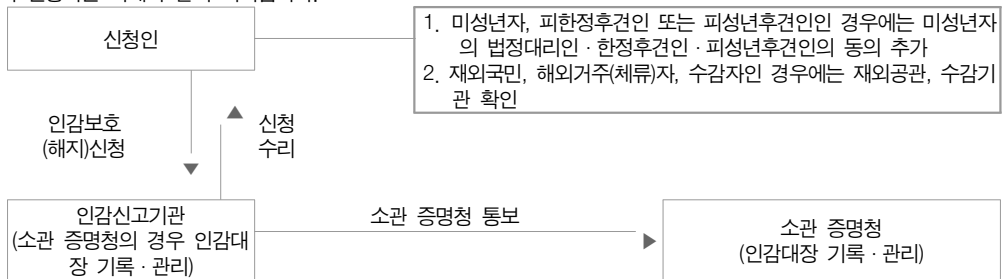 신청인
1. 미성년자, 피한정후견인 또는 피성년후견인인 경우에는 미성년자
의 법정대리인·한정후견인·피성년후견인의 동의 추가
2. 재외국민, 해외거주(체류)자, 수감자인 경우에는 재외공관, 수감기
관 확인
인감보호
(해지)신청
신청
수리
인감신고기관
(소관 증명청의 경우 인감대
장 기록·관리)
소관 증명청 통보
소관 증명청
(인감대장 기록·관리)